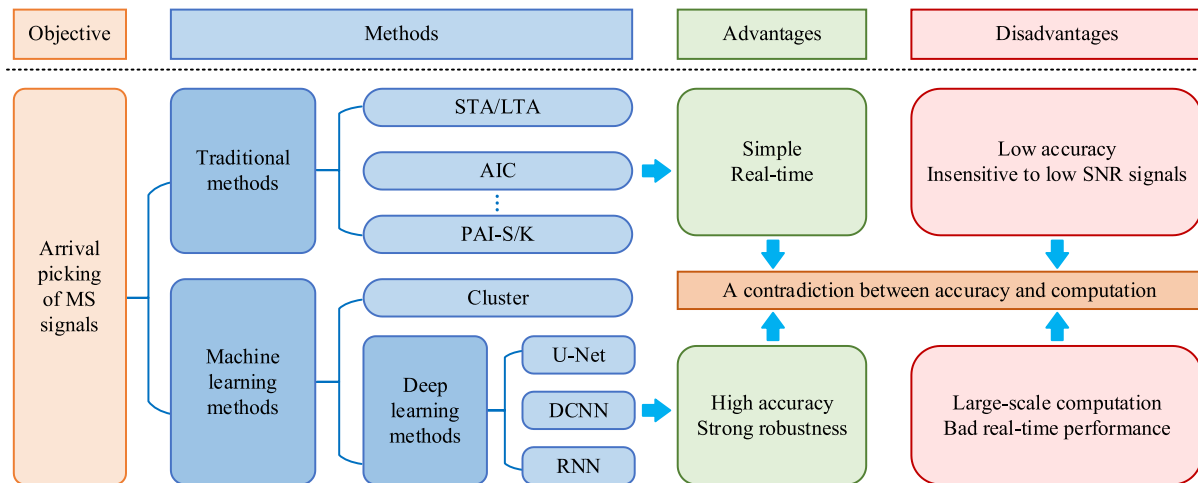 Objective
Methods
Advantages
Disadvantages
Arrival
picking
of MS
signals
Traditional
methods
STA/LTA
AIC
PAI-S/K
Simple
Real-time
Low accuracy
Insensitive to low SNR signals
A contradiction between accuracy and computation
Machine
learning
methods
Cluster
Deep
learning
methods
U-Net
DCNN
RNN
High accuracy
Strong robustness
Large-scale computation
Bad real-time performance